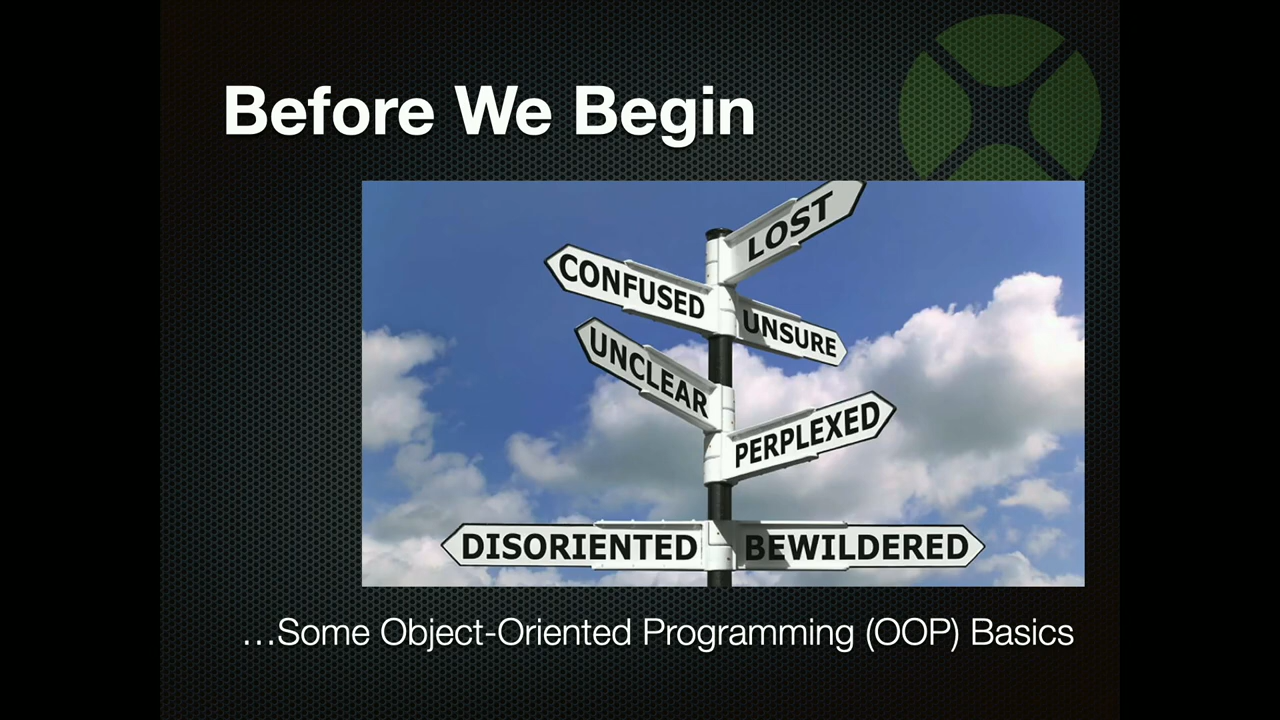 Before We Begin
LOST
CONFUSED
UNSURE
UNCLEAR
PERPLEXED
DISORIENTED
BEWILDERED
…Some Object-Oriented Programming (OOP) Basics